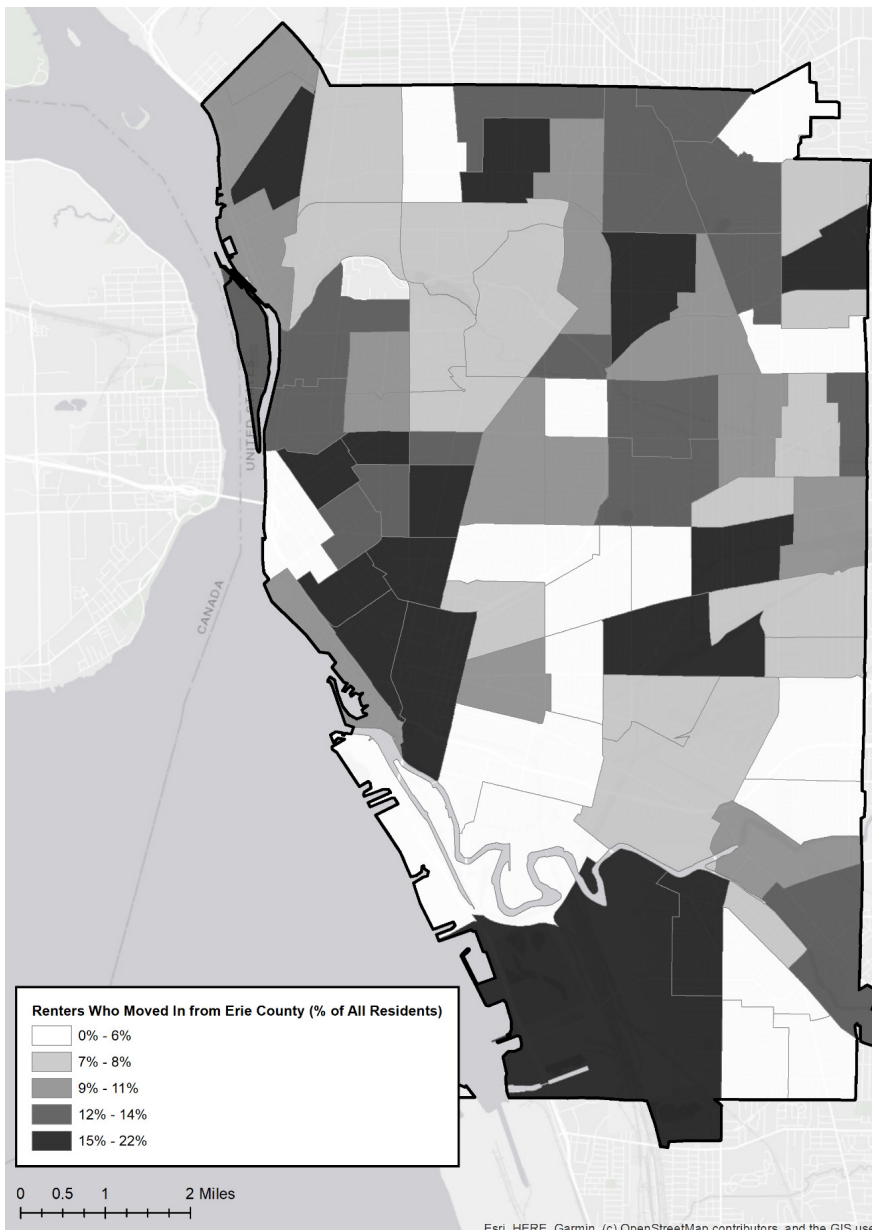 UNITED ST
CANADA
Renters Who Moved In from Erie County (% of All Residents)
0% - 6%
7% - 8%
9% - 11%
12% - 14%
15% - 22%
0 0.5 1 2 Miles
Esri, HERE, Garmin, (c) OpenStreetMap contributors, and the GIS use